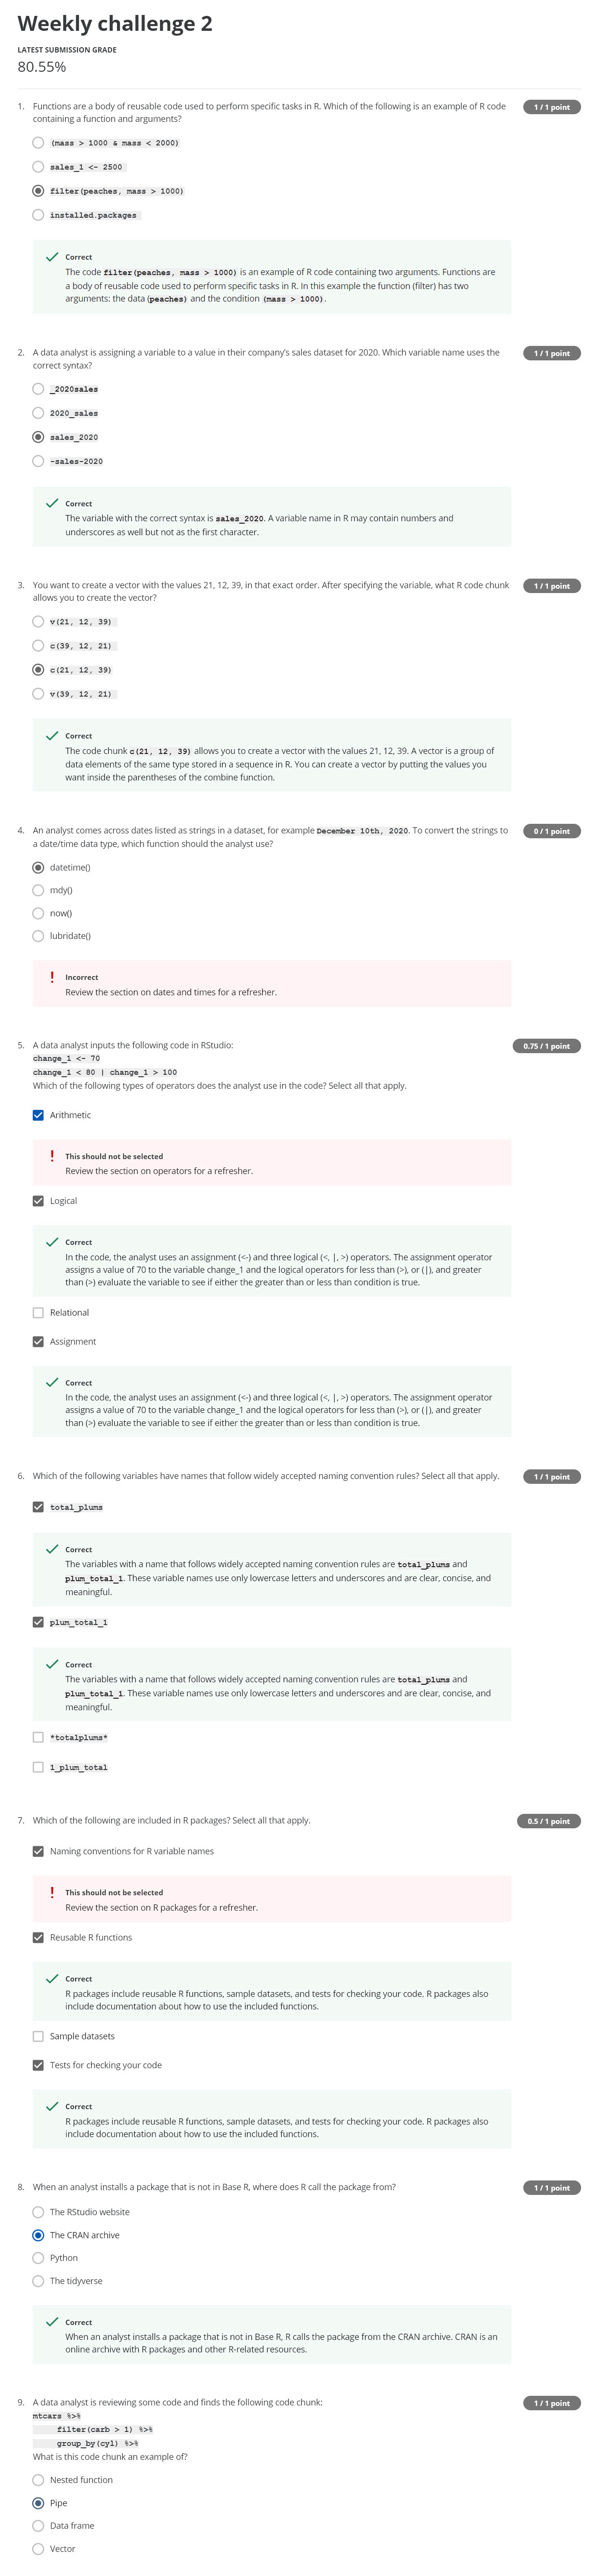 Weekly challenge 2
LATEST SUBMISSION GRADE
80.55%
1. Functions are a body of reusable code used to perform specific tasks in R. Which of the following is an example of R code
containing a function and arguments?
1 / 1 point
(mass > 1000 & mass < 2000)
sales_1 <- 2500
filter(peaches, mass > 1000)
installed.packages
Correct
The code filter(peaches, mass > 1000) is an example of R code containing two arguments. Functions are
a body of reusable code used to perform specific tasks in R. In this example the function (filter) has two
arguments: the data (peaches) and the condition (mass > 1000).
2. A data analyst is assigning a variable to a value in their company's sales dataset for 2020. Which variable name uses the
correct syntax?
1 / 1 point
_2020sales
2020_sales
sales_2020
-sales-2020
Correct
The variable with the correct syntax is sales_2020. A variable name in R may contain numbers and
underscores as well but not as the first character.
3. You want to create a vector with the values 21, 12, 39, in that exact order. After specifying the variable, what R code chunk
allows you to create the vector?
1 / 1 point
v(21, 12, 39)
c(39, 12, 21)
c(21, 12, 39)
v(39, 12, 21)
Correct
The code chunk c(21, 12, 39) allows you to create a vector with the values 21, 12, 39. A vector is a group of
data elements of the same type stored in a sequence in R. You can create a vector by putting the values you
want inside the parentheses of the combine function.
4. An analyst comes across dates listed as strings in a dataset, for example December 10th, 2020. To convert the strings to
a date/time data type, which function should the analyst use?
0 / 1 point
datetime()
mdy()
now()
lubridate()
Incorrect
Review the section on dates and times for a refresher.
5. A data analyst inputs the following code in RStudio:
0.75 / 1 point
change_1 <- 70
change_1 < 80 | change_1 > 100
Which of the following types of operators does the analyst use in the code? Select all that apply.
Arithmetic
This should not be selected
Review the section on operators for a refresher.
Logical
Correct
In the code, the analyst uses an assignment (<-) and three logical (<, |, >) operators. The assignment operator
assigns a value of 70 to the variable change_1 and the logical operators for less than (>), or (|), and greater
than (>) evaluate the variable to see if either the greater than or less than condition is true.
Relational
Assignment
Correct
In the code, the analyst uses an assignment (<-) and three logical (<, |, >) operators. The assignment operator
assigns a value of 70 to the variable change_1 and the logical operators for less than (>), or (|), and greater
than (>) evaluate the variable to see if either the greater than or less than condition is true.
6. Which of the following variables have names that follow widely accepted naming convention rules? Select all that apply.
1 / 1 point
total_plums
Correct
The variables with a name that follows widely accepted naming convention rules are total_plums and
plum_total_1. These variable names use only lowercase letters and underscores and are clear, concise, and
meaningful.
plum_total_1
Correct
The variables with a name that follows widely accepted naming convention rules are total_plums and
plum_total_1. These variable names use only lowercase letters and underscores and are clear, concise, and
meaningful.
*totalplums*
1_plum_total
7. Which of the following are included in R packages? Select all that apply.
0.5 / 1 point
Naming conventions for R variable names
This should not be selected
Review the section on R packages for a refresher.
Reusable R functions
Correct
R packages include reusable R functions, sample datasets, and tests for checking your code. R packages also
include documentation about how to use the included functions.
Sample datasets
Tests for checking your code
Correct
R packages include reusable R functions, sample datasets, and tests for checking your code. R packages also
include documentation about how to use the included functions.
8. When an analyst installs a package that is not in Base R, where does R call the package from?
1 / 1 point
The RStudio website
The CRAN archive
Python
The tidyverse
Correct
When an analyst installs a package that is not in Base R, R calls the package from the CRAN archive. CRAN is an
online archive with R packages and other R-related resources.
9. A data analyst is reviewing some code and finds the following code chunk:
1 / 1 point
mtcars %>%
filter(carb > 1) %>%
group_by(cyl) %>%
What is this code chunk an example of?
Nested function
Pipe
Data frame
Vector